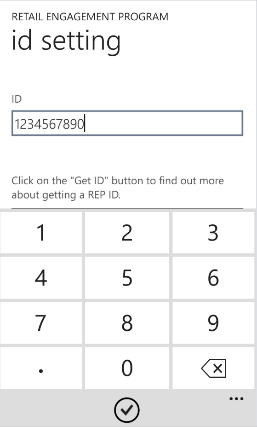 RETAIL ENGAGEMENT PROGRAM
id setting
ID
1234567890
Click on the "Get ID" button to find out more
about getting a REP ID.
1 2 3
4 5 6
7 8 9
. 0
...